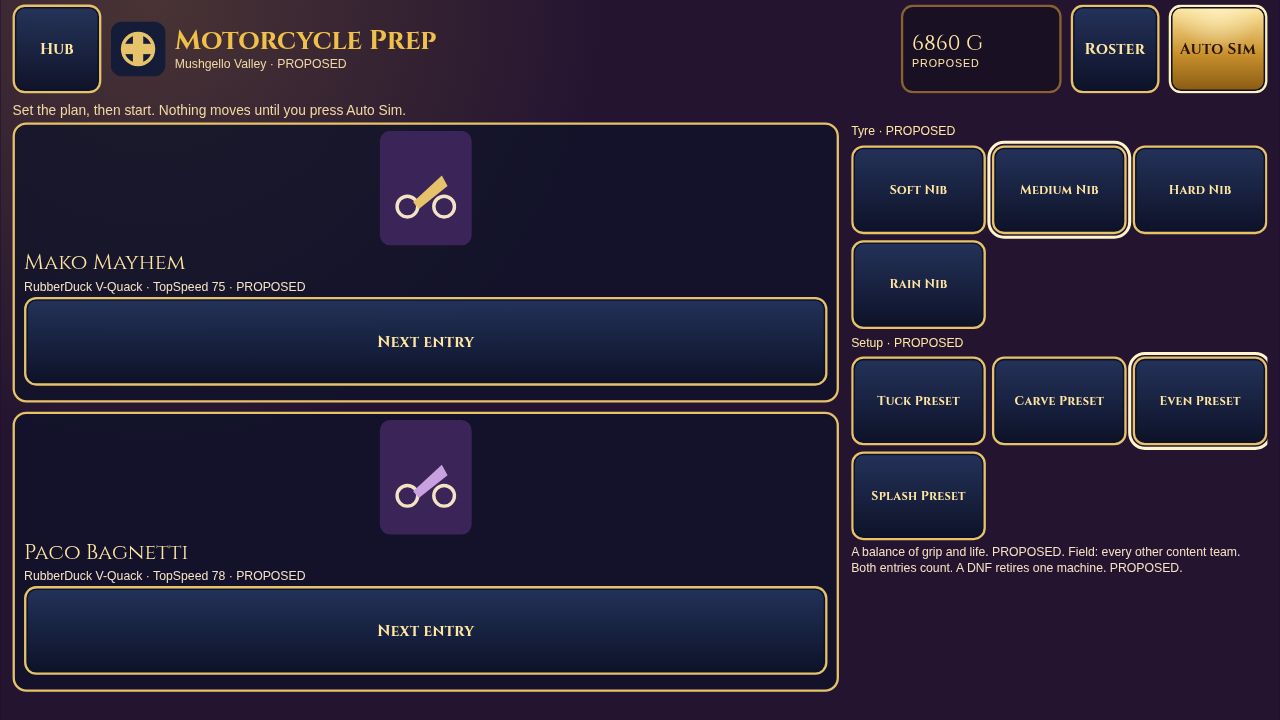 Hub
Motorcycle Prep
Mushgello Valley · PROPOSED
6860 G
PROPOSED
Roster
Auto Sim
Set the plan, then start. Nothing moves until you press Auto Sim.
Mako Mayhem
RubberDuck V-Quack · TopSpeed 75 · PROPOSED
Next entry
Paco Bagnetti
RubberDuck V-Quack · TopSpeed 78 · PROPOSED
Next entry
Tyre · PROPOSED
Soft Nib
Medium Nib
Hard Nib
Rain Nib
Setup · PROPOSED
Tuck Preset
Carve Preset
Even Preset
Splash Preset
A balance of grip and life. PROPOSED. Field: every other content team.
Both entries count. A DNF retires one machine. PROPOSED.